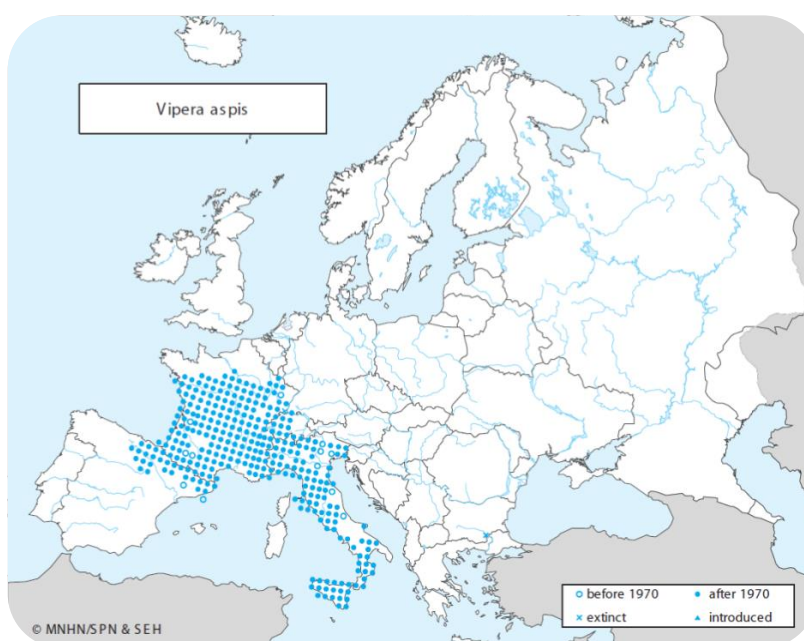 Vipera aspis
before 1970 after 1970
extinct introduced
© MNHN/SPN & SEH